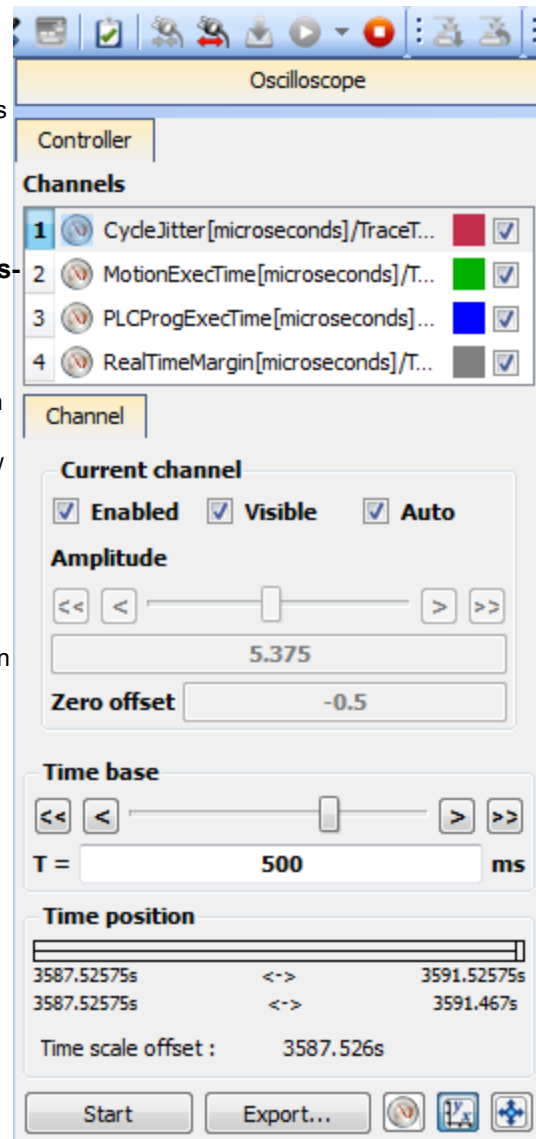 Oscilloscope
s
Controller
Channels
1 CycleJitter[microseconds]/TraceT...
s-
2 MotionExecTime[microseconds]/T...
3 PLCProgExecTime[microseconds]...
4 RealTimeMargin[microseconds]/T...
Channel
Current channel
Enabled Visible Auto
Amplitude
<< < > >>
5.375
n
Zero offset -0.5
Time base
<< < > >>
T = 500 ms
Time position
3587.52575s <-> 3591.52575s
3587.52575s <-> 3591.467s
Time scale offset : 3587.526s
Start Export... y x